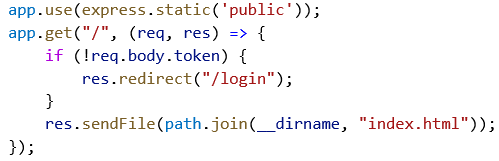 app.use(express.static('public'));
app.get("/", (req, res) => {
    if (!req.body.token) {
        res.redirect("/login");
    }
    res.sendFile(path.join(__dirname, "index.html"));
});